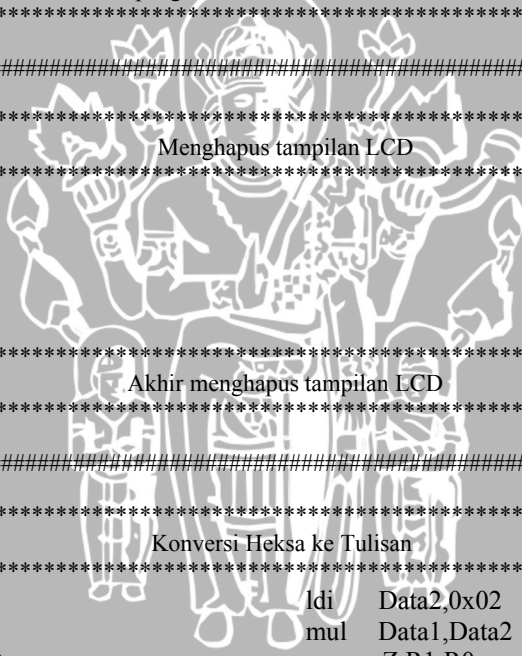 ********************************************
############################################
********************************************
Menghapus tampilan LCD
********************************************
********************************************
Akhir menghapus tampilan LCD
********************************************
############################################
********************************************
Konversi Heksa ke Tulisan
********************************************
ldi Data2,0x02
mul Data1,Data2